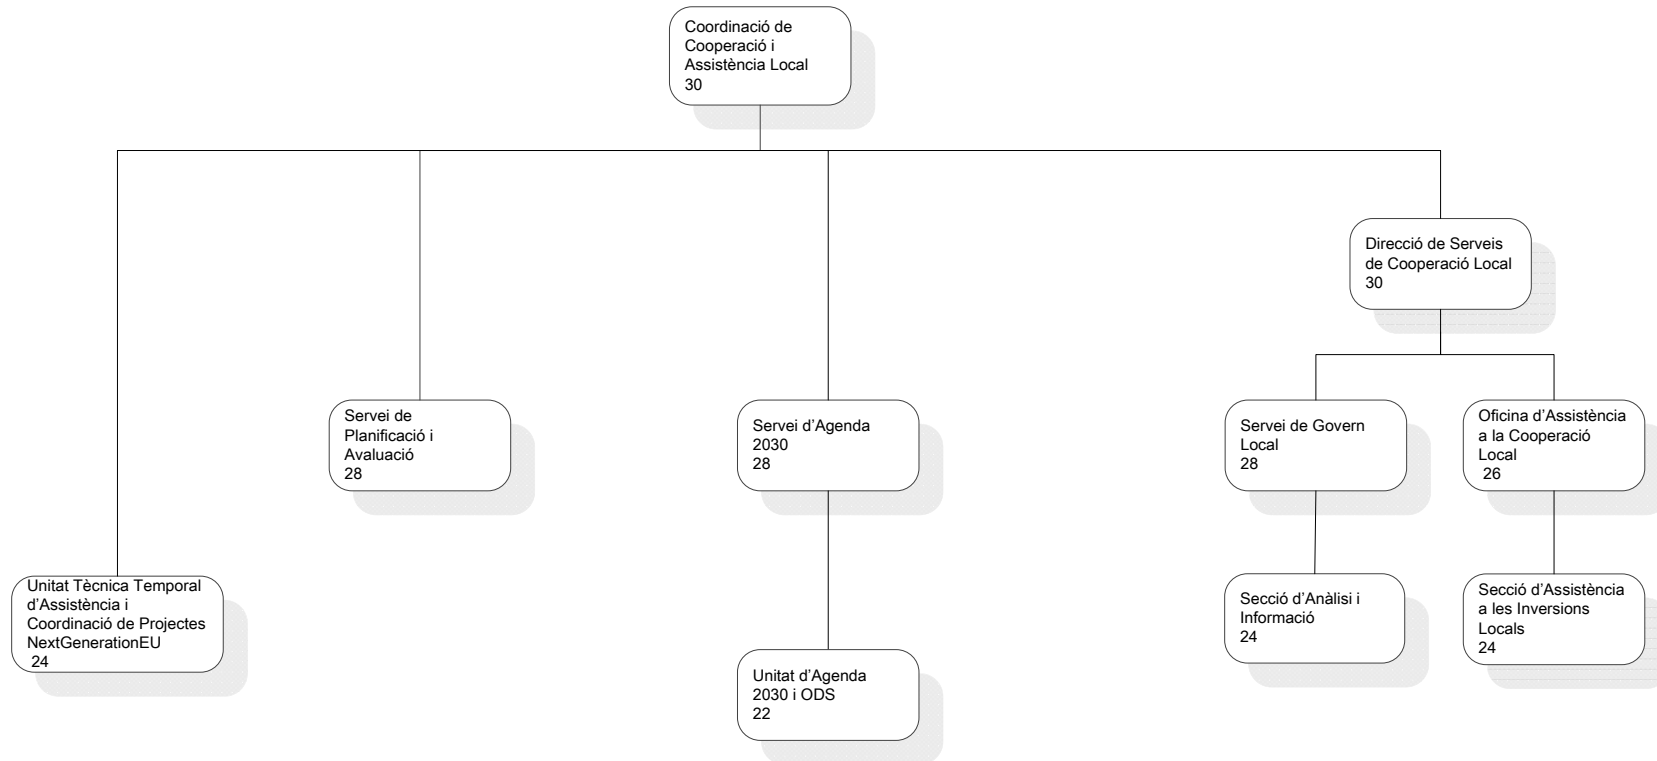 Coordinació de
Cooperació i
Assistència Local
30
Direcció de Serveis
de Cooperació Local
30
Servei de
Planificació i
Avaluació
28
Servei d’Agenda
2030
28
Servei de Govern
Local
28
Oficina d’Assistència
a la Cooperació
Local
26
Unitat Tècnica Temporal
d’Assistència i
Coordinació de Projectes
NextGenerationEU
24
Secció d’Anàlisi i
Informació
24
Secció d’Assistència
a les Inversions
Locals
24
Unitat d’Agenda
2030 i ODS
22